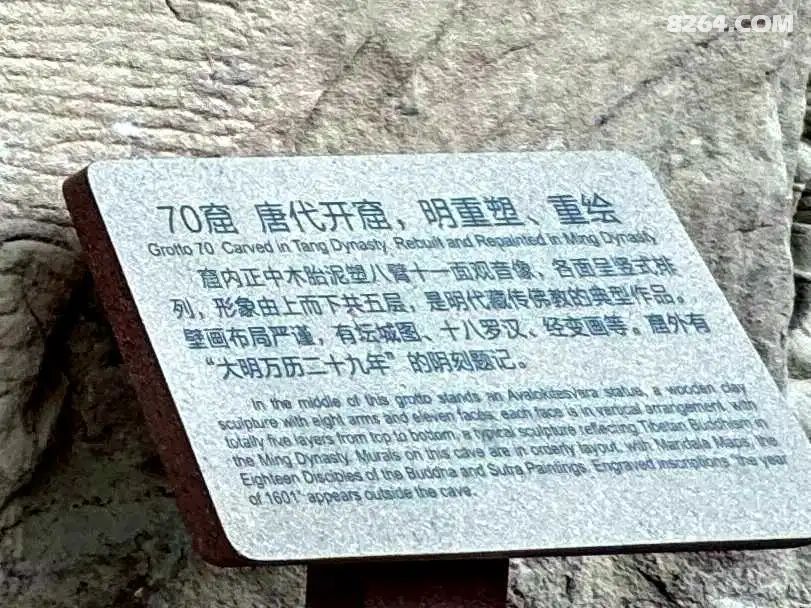 8264.COM
70窟 唐代开窟，明重塑、重绘
Grotto 70 Carved in Tang Dysnasty, Rebuilt and Repainted in Ming Dynasty
窟内正中木胎泥塑八臂十一面观音像，各面呈竖式排
列，形象由上而下共五层，是明代藏传佛教的典型作品。
壁画布局严谨，有坛城图、十八罗汉、经变画等。窟外有
“大明万历二十九年”的阴刻题记。
In the middle of this grotto stands an Avalokitesvara status, a wooden clay
sculpture with eight arms and eleven faces, each face is in vertical arrangement, with
totally five layers from top to bottom, a typical sculpture reflecting Tibetan Buddhism in
the Ming Dynasty. Murals on this cave are in orderly layout, with Mandala Maps, the
Eighteen Disciples of the Buddha and Sutra Paintings. Engraved inscriptions "the year
of 1601" appears outside the cave.